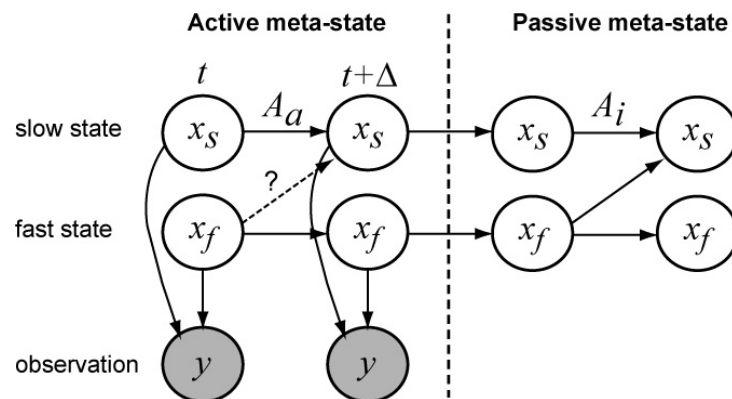 Active meta-state Passive meta-state
t t+Δ
slow state x_s A_a x_s x_s A_i x_s
?
fast state x_f x_f x_f x_f
observation y y